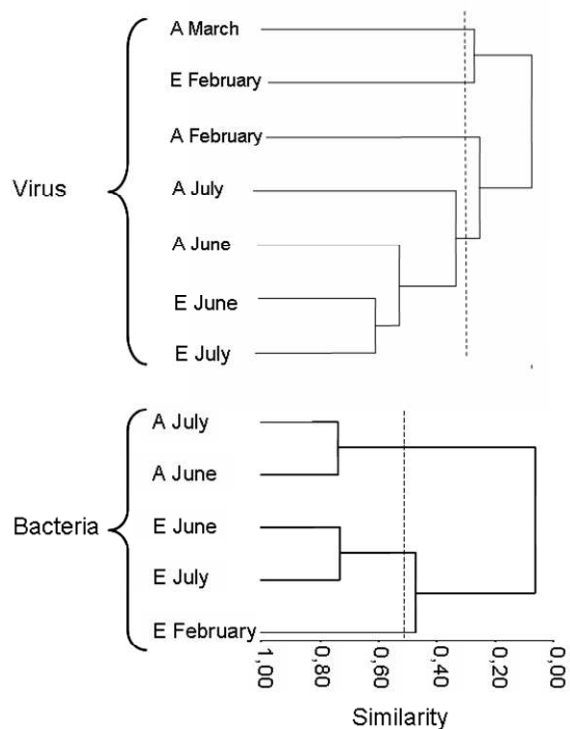 A March
E February
A February
Virus
A July
A June
E June
E July
A July
A June
Bacteria
E June
E July
E February
1,00
0,80
0,60
0,40
0,20
0,00
Similarity